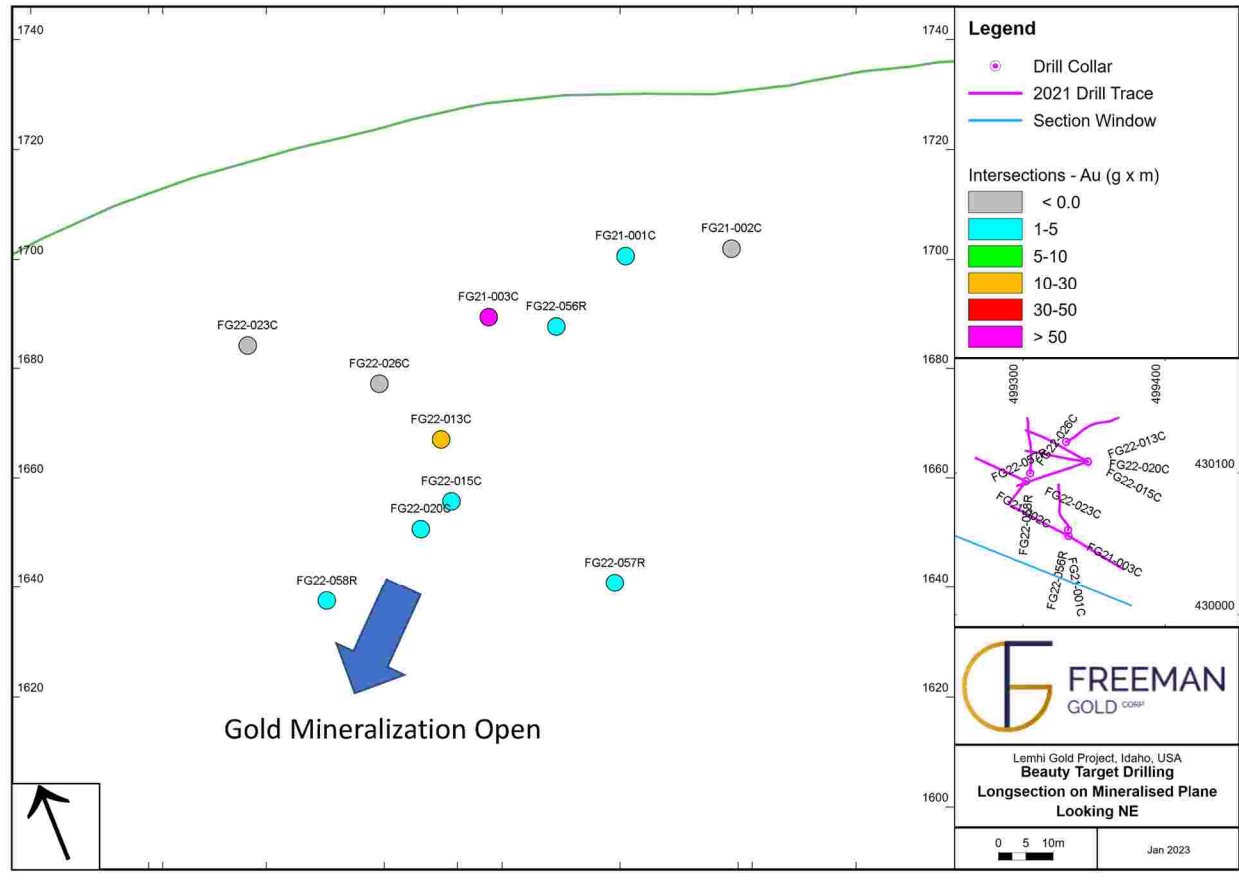 1740
1720
1700
1680
1660
1640
1620
1740
1720
1700
1680
1660
1640
1620
1600
FG21-001C
FG21-002C
FG21-003C
FG22-056R
FG22-023C
FG22-026C
FG22-013C
FG22-015C
FG22-020C
FG22-057R
FG22-058R
Gold Mineralization Open
Legend
Drill Collar
2021 Drill Trace
Section Window
Intersections - Au (g x m)
< 0.0
1-5
5-10
10-30
30-50
> 50
499300
499400
FG22-026C
FG22-013C
430100
FG22-020C
FG22-015C
FG22-023C
FG21-002C
FG21-003C
FG22-056R
FG21-001C
430000
FREEMAN
GOLD CORP
Lemhi Gold Project, Idaho, USA
Beauty Target Drilling
Longsection on Mineralised Plane
Looking NE
0 5 10m
Jan 2023